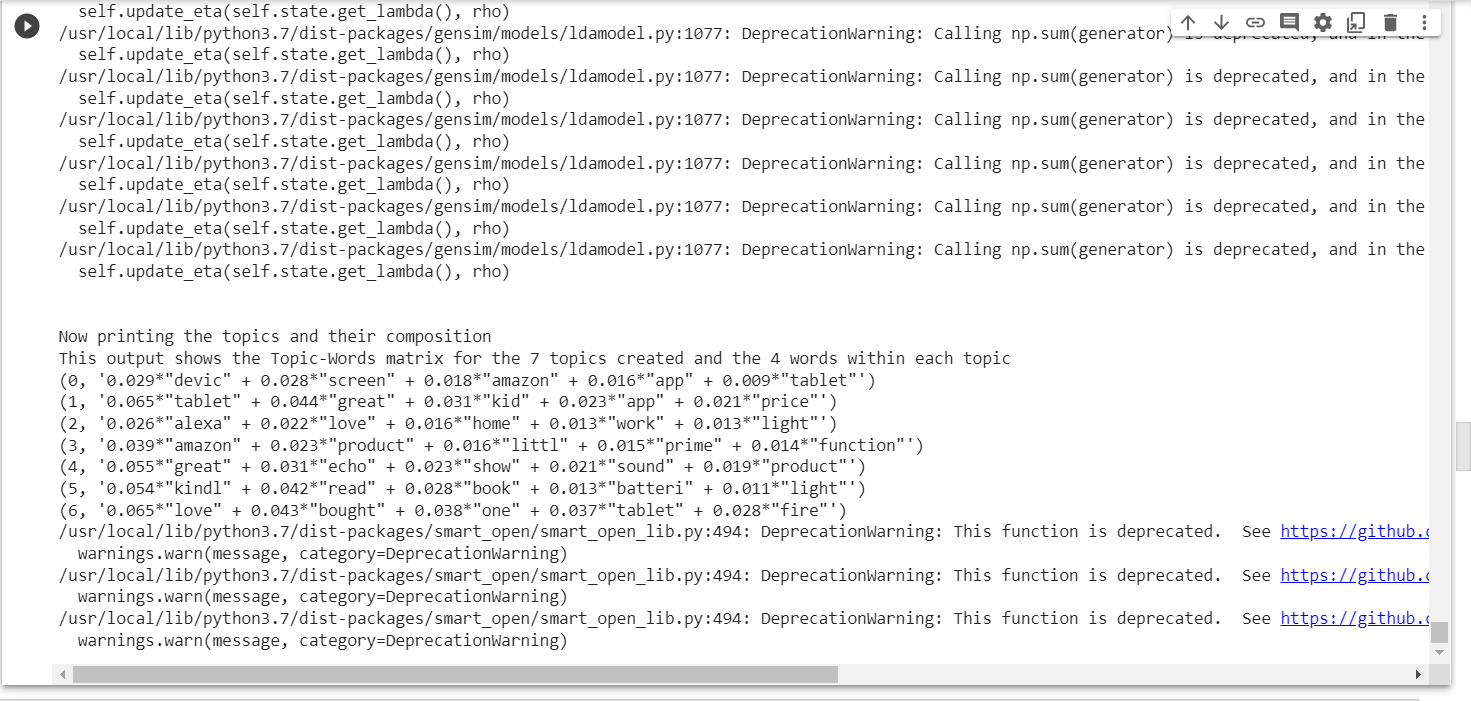 self.update_eta(self.state.get_lambda(), rho)
/usr/local/lib/python3.7/dist-packages/gensim/models/ldamodel.py:1077: DeprecationWarning: Calling np.sum(generator) is deprecated, and in the
self.update_eta(self.state.get_lambda(), rho)
/usr/local/lib/python3.7/dist-packages/gensim/models/ldamodel.py:1077: DeprecationWarning: Calling np.sum(generator) is deprecated, and in the
self.update_eta(self.state.get_lambda(), rho)
/usr/local/lib/python3.7/dist-packages/gensim/models/ldamodel.py:1077: DeprecationWarning: Calling np.sum(generator) is deprecated, and in the
self.update_eta(self.state.get_lambda(), rho)
/usr/local/lib/python3.7/dist-packages/gensim/models/ldamodel.py:1077: DeprecationWarning: Calling np.sum(generator) is deprecated, and in the
self.update_eta(self.state.get_lambda(), rho)
/usr/local/lib/python3.7/dist-packages/gensim/models/ldamodel.py:1077: DeprecationWarning: Calling np.sum(generator) is deprecated, and in the
self.update_eta(self.state.get_lambda(), rho)
/usr/local/lib/python3.7/dist-packages/gensim/models/ldamodel.py:1077: DeprecationWarning: Calling np.sum(generator) is deprecated, and in the
self.update_eta(self.state.get_lambda(), rho)
Now printing the topics and their composition
This output shows the Topic-Words matrix for the 7 topics created and the 4 words within each topic
(0, '0.029*"devic" + 0.028*"screen" + 0.018*"amazon" + 0.016*"app" + 0.009*"tablet"')
(1, '0.065*"tablet" + 0.044*"great" + 0.031*"kid" + 0.023*"app" + 0.021*"price"')
(2, '0.026*"alexa" + 0.022*"love" + 0.016*"home" + 0.013*"work" + 0.013*"light"')
(3, '0.039*"amazon" + 0.023*"product" + 0.016*"littl" + 0.015*"prime" + 0.014*"function"')
(4, '0.055*"great" + 0.031*"echo" + 0.023*"show" + 0.021*"sound" + 0.019*"product"')
(5, '0.054*"kindl" + 0.042*"read" + 0.028*"book" + 0.013*"batteri" + 0.011*"light"')
(6, '0.065*"love" + 0.043*"bought" + 0.038*"one" + 0.037*"tablet" + 0.028*"fire"')
/usr/local/lib/python3.7/dist-packages/smart_open/smart_open_lib.py:494: DeprecationWarning: This function is deprecated.  See https://github.c
warnings.warn(message, category=DeprecationWarning)
/usr/local/lib/python3.7/dist-packages/smart_open/smart_open_lib.py:494: DeprecationWarning: This function is deprecated.  See https://github.c
warnings.warn(message, category=DeprecationWarning)
/usr/local/lib/python3.7/dist-packages/smart_open/smart_open_lib.py:494: DeprecationWarning: This function is deprecated.  See https://github.c
warnings.warn(message, category=DeprecationWarning)